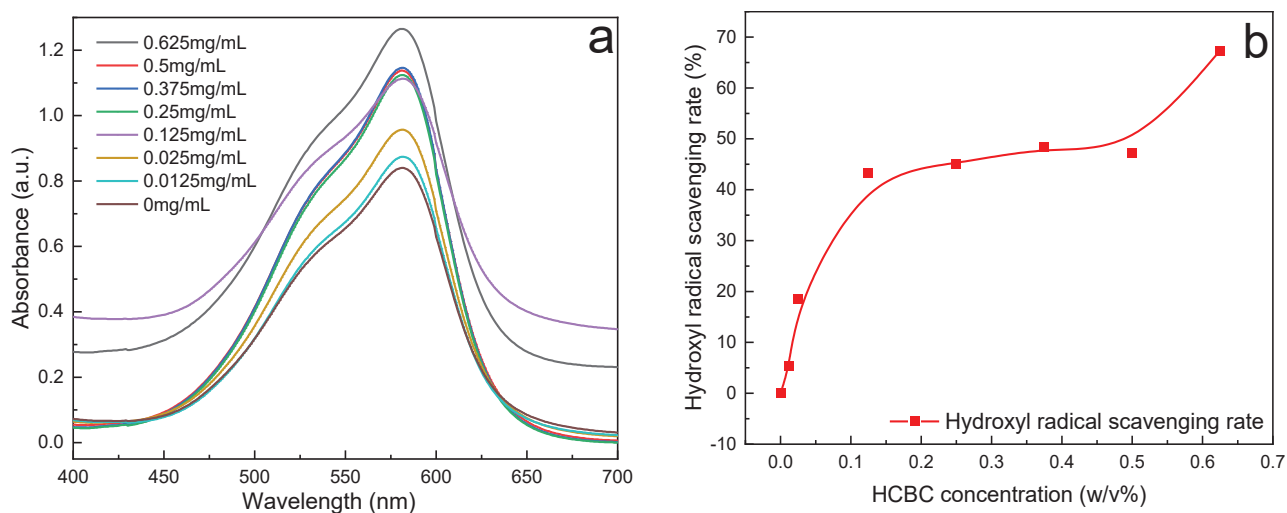 a
0.625mg/mL
0.5mg/mL
0.375mg/mL
0.25mg/mL
0.125mg/mL
0.025mg/mL
0.0125mg/mL
0mg/mL
Absorbance (a.u.)
1.2
1.0
0.8
0.6
0.4
0.2
0.0
400 450 500 550 600 650 700
Wavelength (nm)
b
Hydroxyl radical scavenging rate (%)
70
60
50
40
30
20
10
0
-10
Hydroxyl radical scavenging rate
0.0 0.1 0.2 0.3 0.4 0.5 0.6 0.7
HCBC concentration (w/v%)